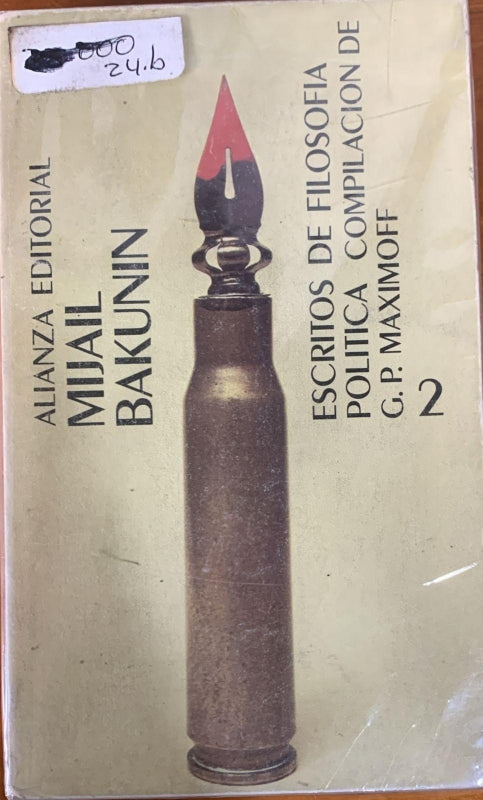 000
24.b
ALIANZA EDITORIAL
MIJAIL
BAKUNIN
ESCRITOS DE FILOSOFIA
POLITICA COMPILACION DE
G. P. MAXIMOFF
2